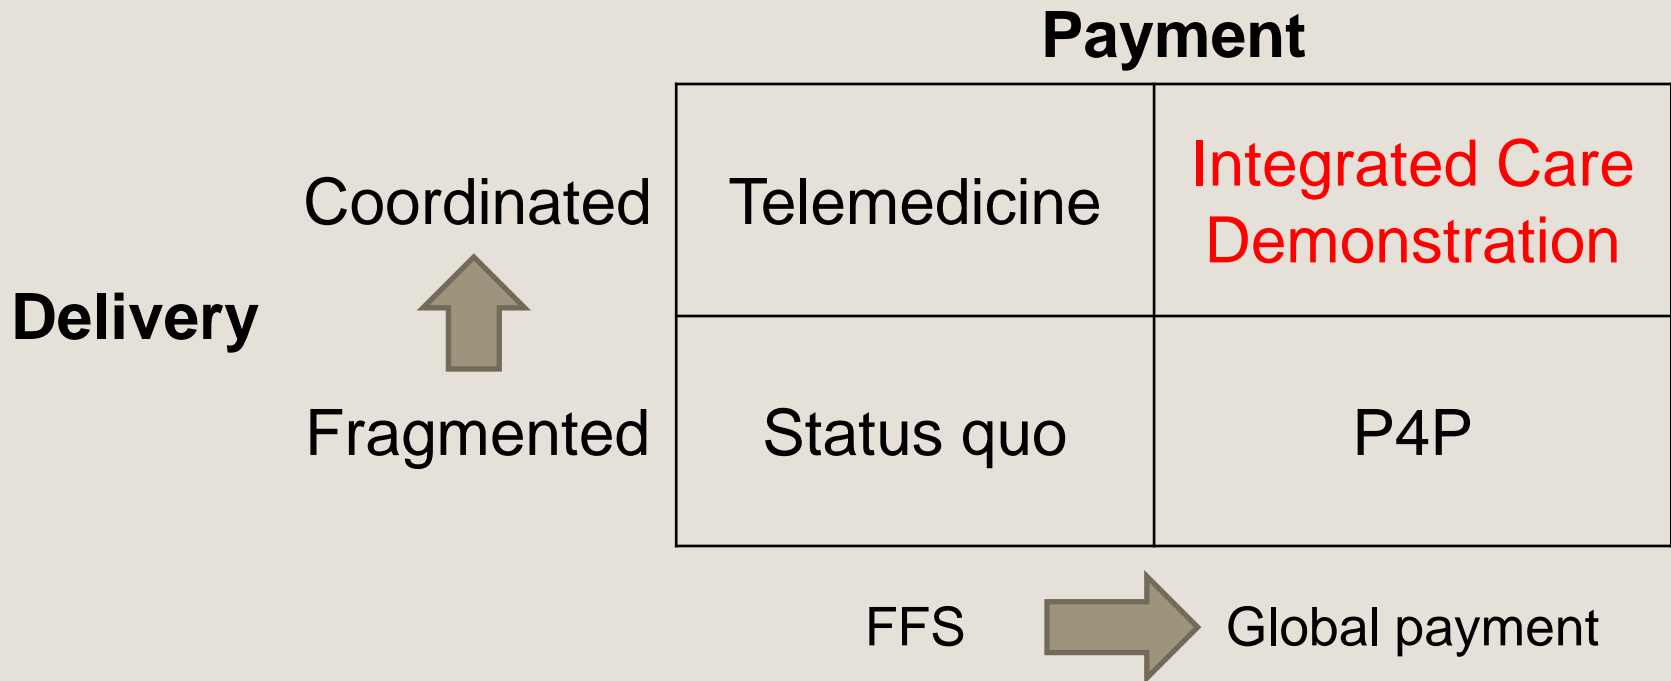 Payment
Coordinated
Telemedicine
Integrated Care
Demonstration
Delivery
Fragmented
Status quo
P4P
FFS
Global payment